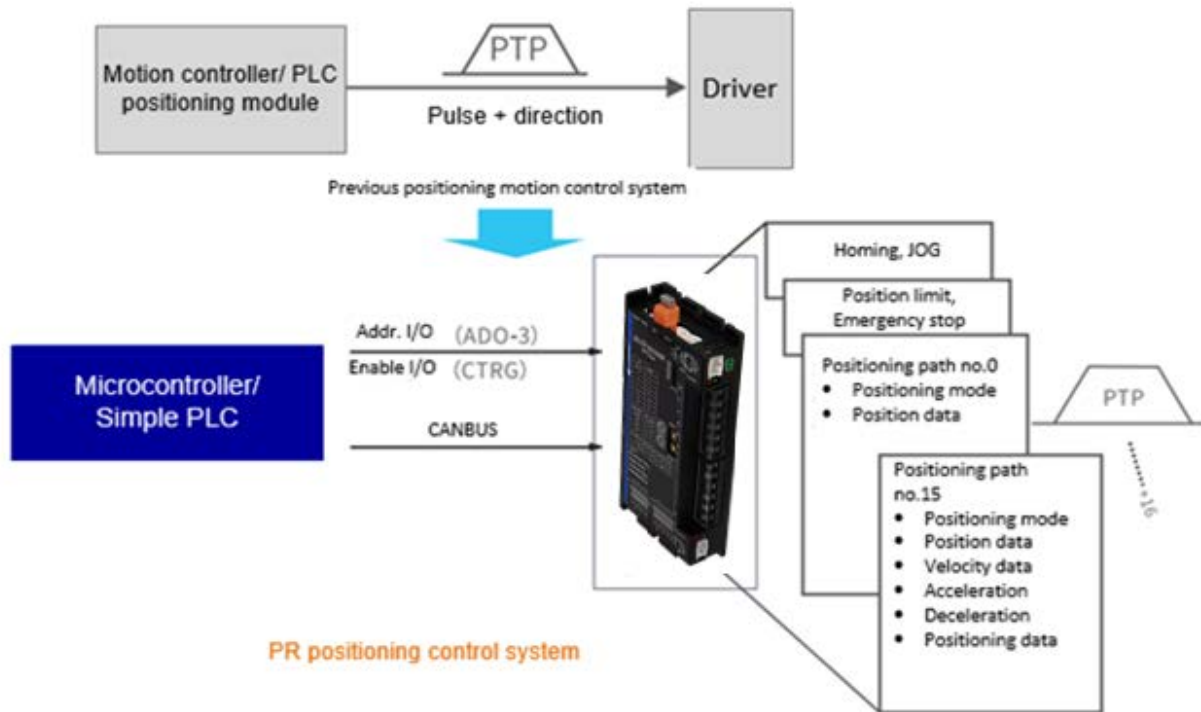 Motion controller/ PLC
positioning module
PTP
Pulse + direction
Driver
Previous positioning motion control system
Microcontroller/
Simple PLC
Addr. I/O (ADO-3)
Enable I/O (CTRG)
CANBUS
Homing, JOG
Position limit,
Emergency stop
Positioning path no.0
• Positioning mode
• Position data
Positioning path
no.15
• Positioning mode
• Position data
• Velocity data
• Acceleration
• Deceleration
• Positioning data
PTP
*16
PR positioning control system